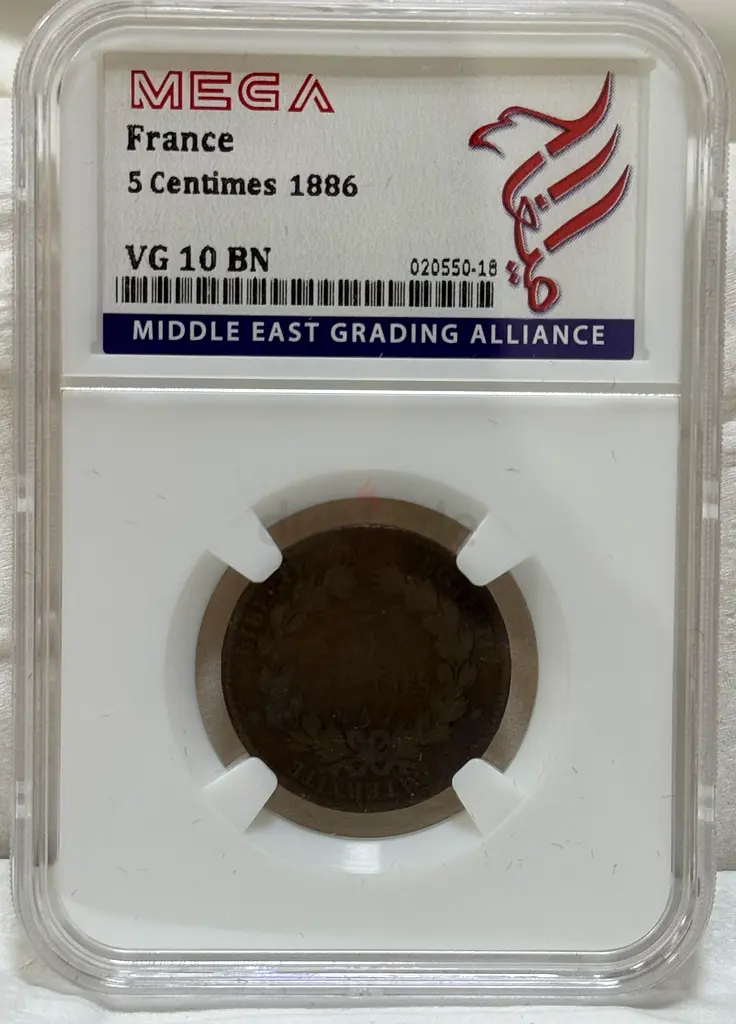 MEGA
France
5 Centimes 1886
VG 10 BN
020550-18
MIDDLE EAST GRADING ALLIANCE